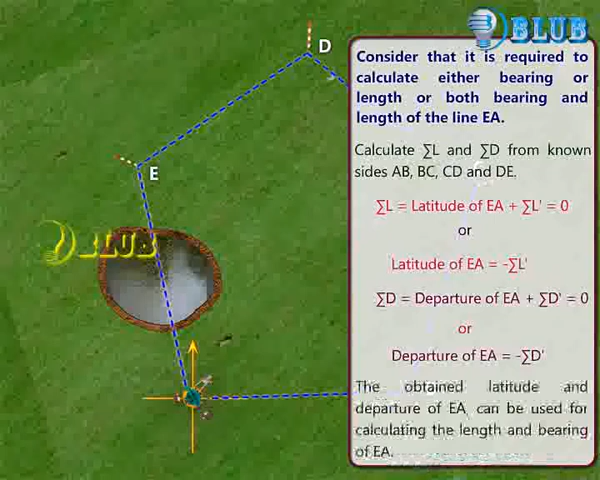 BLUB
D
Consider that it is required to
calculate either bearing or
length or both bearing and
length of the line EA.
Calculate ∑L and ∑D from known
sides AB, BC, CD and DE.
E
∑L = Latitude of EA + ∑L' = 0
or
BLUB
Latitude of EA = -∑L'
∑D = Departure of EA + ∑D' = 0
or
Departure of EA = -∑D'
The obtained latitude and
departure of EA, can be used for
calculating the length and bearing
of EA.